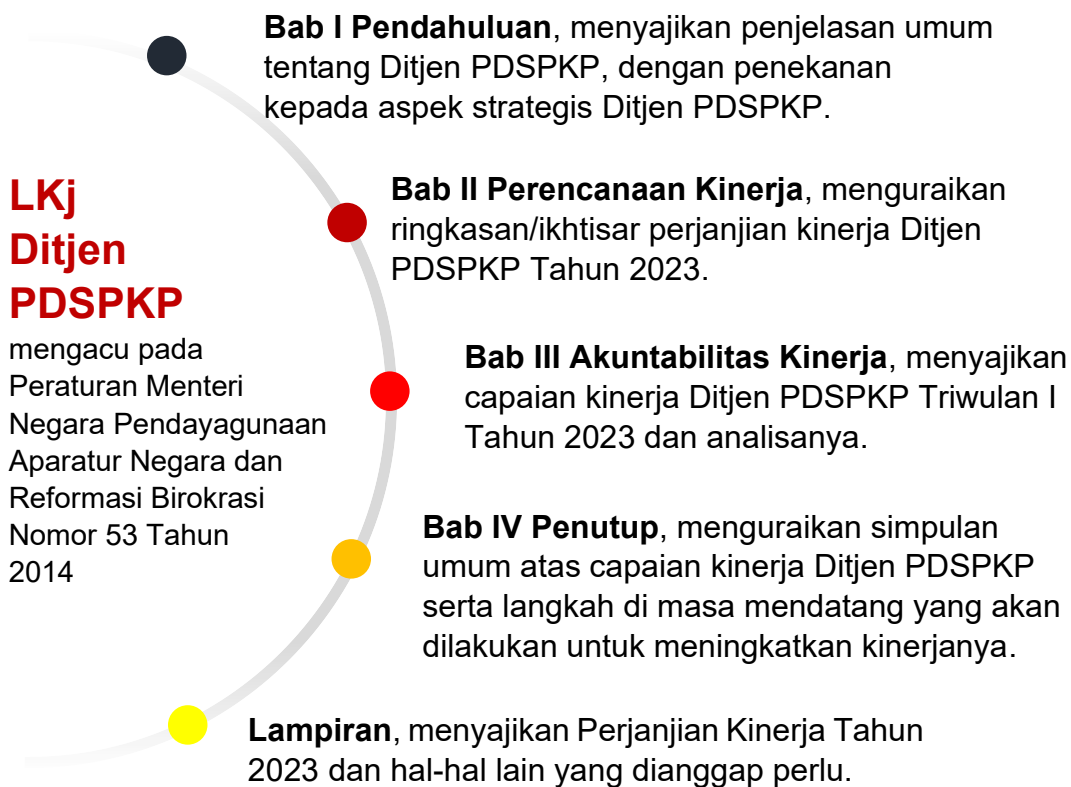 Bab I Pendahuluan, menyajikan penjelasan umum
tentang Ditjen PDSPKP, dengan penekanan
kepada aspek strategis Ditjen PDSPKP.
LKj
Ditjen
PDSPKP
mengacu pada
Peraturan Menteri
Negara Pendayagunaan
Aparatur Negara dan
Reformasi Birokrasi
Nomor 53 Tahun
2014
Bab II Perencanaan Kinerja, menguraikan
ringkasan/ikhtisar perjanjian kinerja Ditjen
PDSPKP Tahun 2023.
Bab III Akuntabilitas Kinerja, menyajikan
capaian kinerja Ditjen PDSPKP Triwulan I
Tahun 2023 dan analisanya.
Bab IV Penutup, menguraikan simpulan
umum atas capaian kinerja Ditjen PDSPKP
serta langkah di masa mendatang yang akan
dilakukan untuk meningkatkan kinerjanya.
Lampiran, menyajikan Perjanjian Kinerja Tahun
2023 dan hal-hal lain yang dianggap perlu.